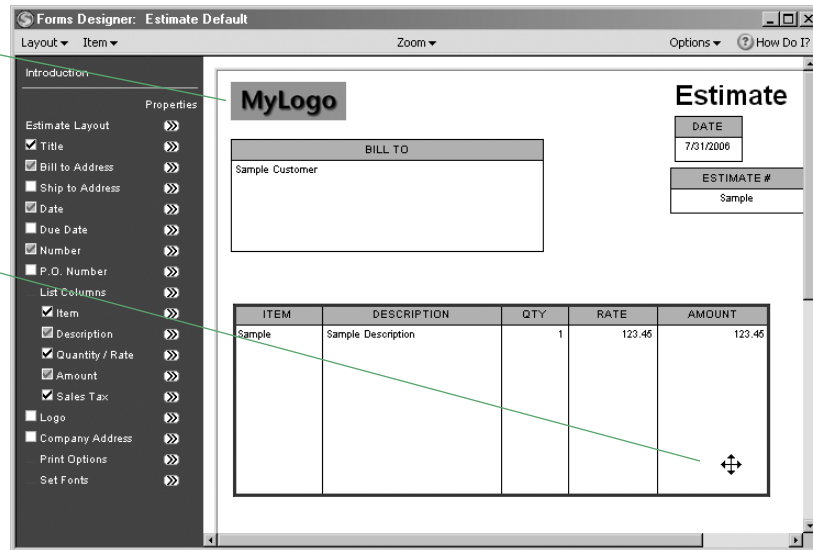 Forms Designer: Estimate Default
Layout Item Zoom Options ? How Do I?
Introduction
Properties
Estimate Layout
Title
Bill to Address
Ship to Address
Date
Due Date
Number
P.O. Number
List Columns
Item
Description
Quantity / Rate
Amount
Sales Tax
Logo
Company Address
Print Options
Set Fonts
MyLogo
Estimate
DATE
7/31/2006
BILL TO
Sample Customer
ESTIMATE #
Sample
ITEM DESCRIPTION QTY RATE AMOUNT
Sample Sample Description 1 123.45 123.45